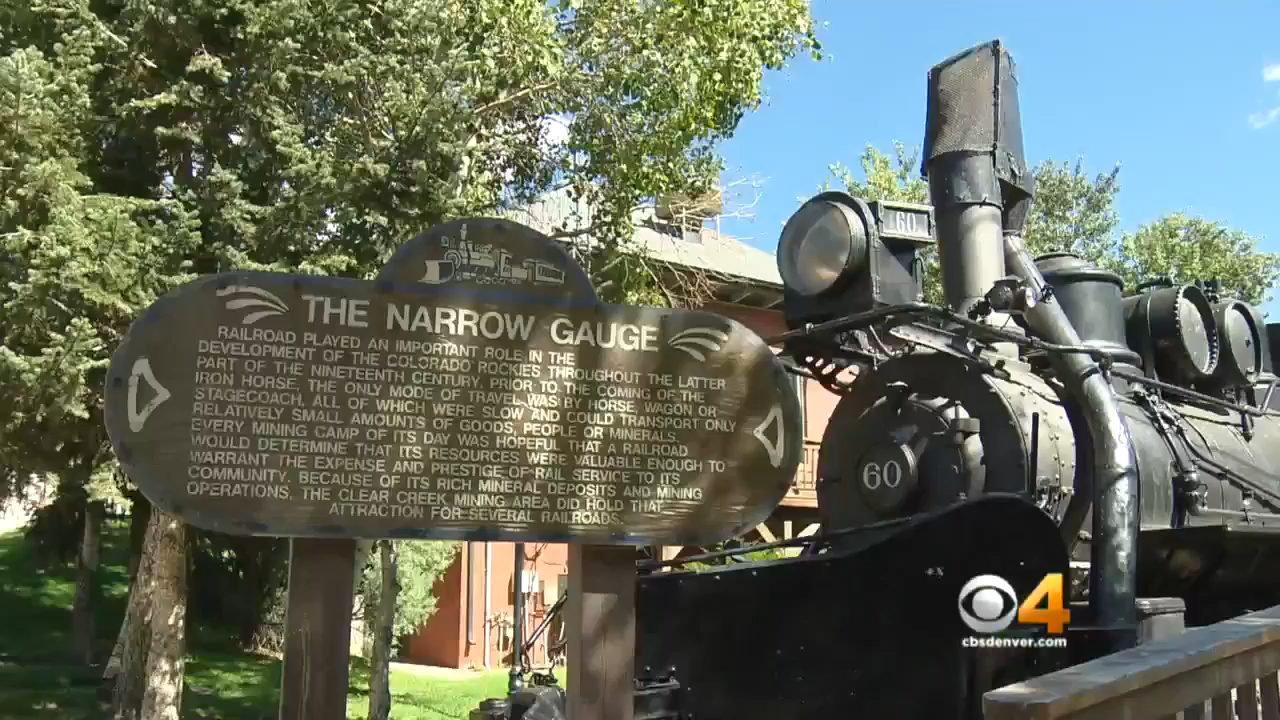 THE NARROW GAUGE
RAILROAD PLAYED AN IMPORTANT ROLE IN THE
DEVELOPMENT OF THE COLORADO ROCKIES THROUGHOUT THE LATTER
PART OF THE NINETEENTH CENTURY. PRIOR TO THE COMING OF THE
IRON HORSE, THE ONLY MODE OF TRAVEL WAS BY HORSE, WAGON OR
STAGECOACH, ALL OF WHICH WERE SLOW AND COULD TRANSPORT ONLY
RELATIVELY SMALL AMOUNTS OF GOODS, PEOPLE OR MINERALS.
EVERY MINING CAMP OF ITS DAY WAS HOPEFUL THAT A RAILROAD
WOULD DETERMINE THAT ITS RESOURCES WERE VALUABLE ENOUGH TO
WARRANT THE EXPENSE AND PRESTIGE OF RAIL SERVICE TO ITS
COMMUNITY. BECAUSE OF ITS RICH MINERAL DEPOSITS AND MINING
OPERATIONS, THE CLEAR CREEK MINING AREA DID HOLD THAT
ATTRACTION FOR SEVERAL RAILROADS.
60
60
4
cbsdenver.com